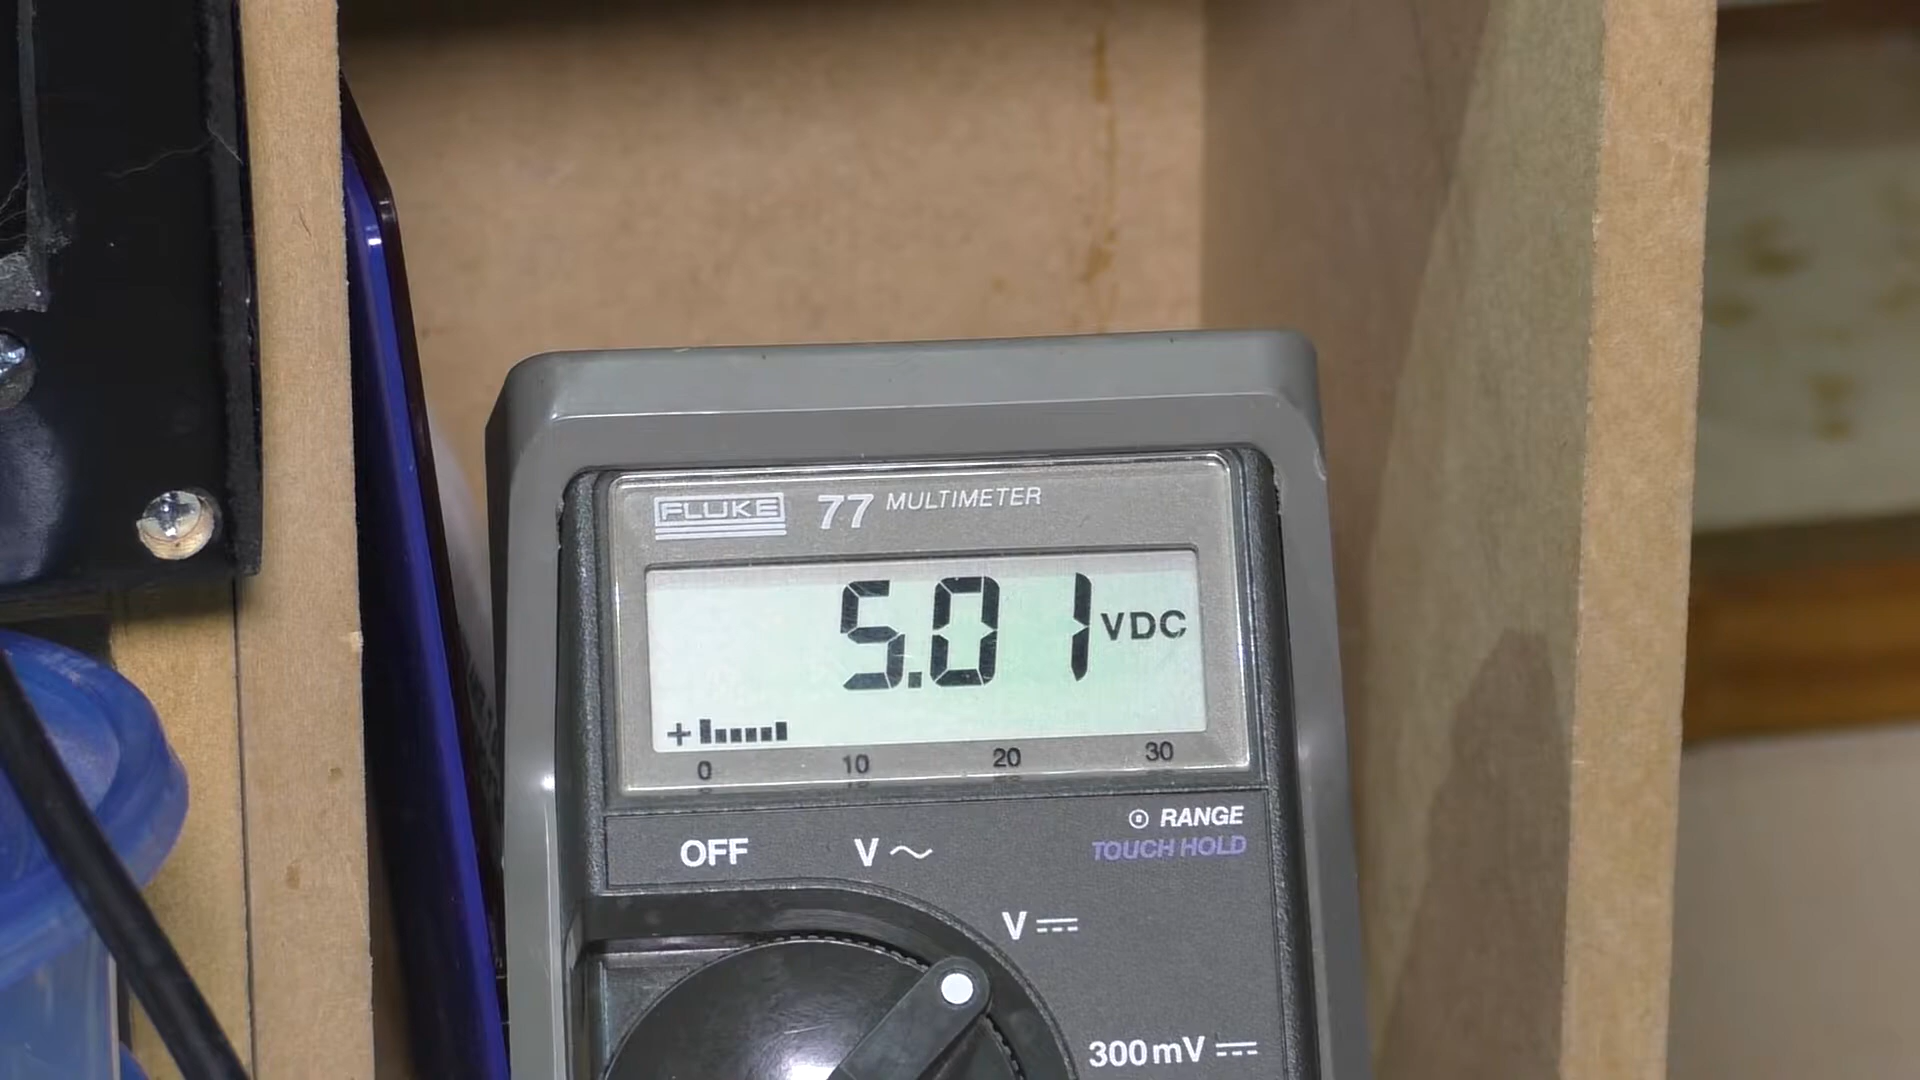 FLUKE 77 MULTIMETER
5.01 VDC
+
0 10 20 30
RANGE
TOUCH HOLD
OFF V~
V⎓
300mV⎓